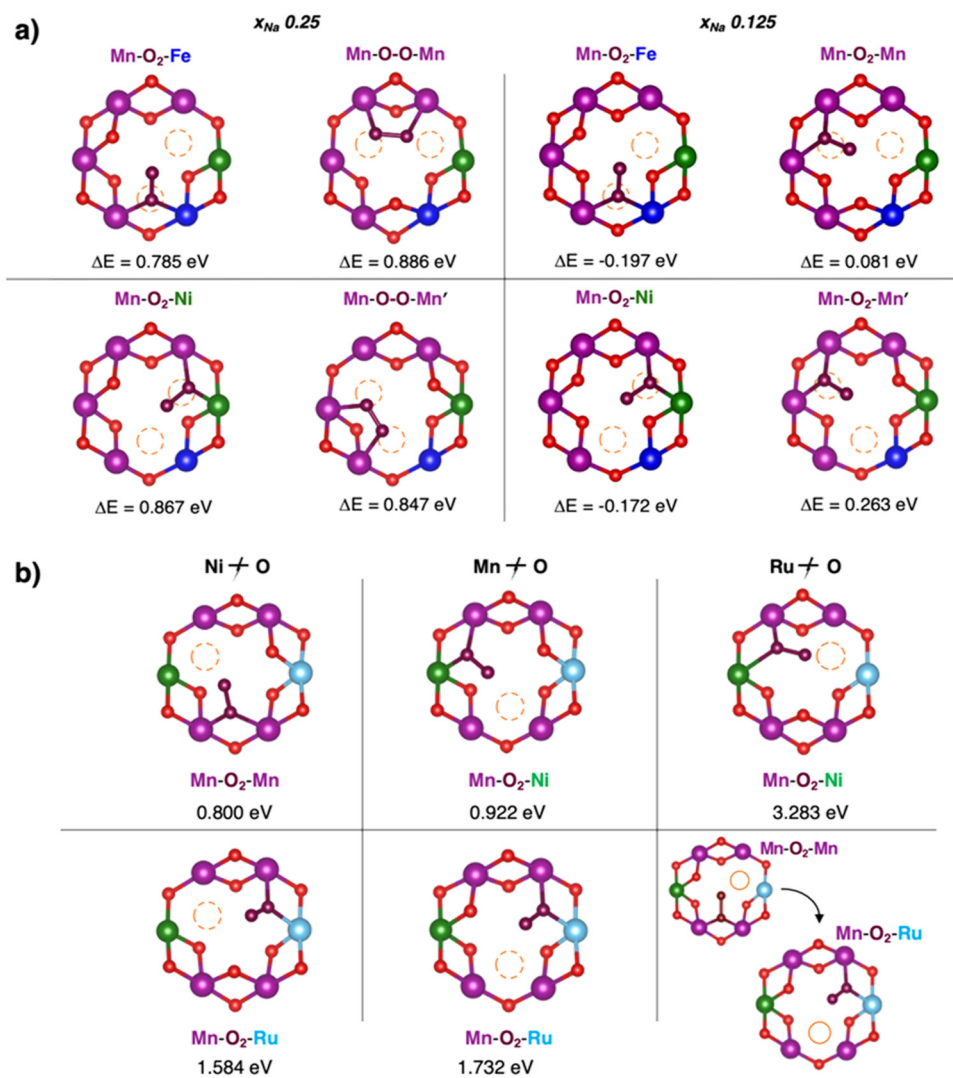 a)
x_Na 0.25
x_Na 0.125
Mn-O₂-Fe
Mn-O-O-Mn
Mn-O₂-Fe
Mn-O₂-Mn
ΔE = 0.785 eV
ΔE = 0.886 eV
ΔE = -0.197 eV
ΔE = 0.081 eV
Mn-O₂-Ni
Mn-O-O-Mn′
Mn-O₂-Ni
Mn-O₂-Mn′
ΔE = 0.867 eV
ΔE = 0.847 eV
ΔE = -0.172 eV
ΔE = 0.263 eV
b)
Ni ⌿ O
Mn ⌿ O
Ru ⌿ O
Mn-O₂-Mn
0.800 eV
Mn-O₂-Ni
0.922 eV
Mn-O₂-Ni
3.283 eV
Mn-O₂-Ru
1.584 eV
Mn-O₂-Ru
1.732 eV
Mn-O₂-Mn
Mn-O₂-Ru